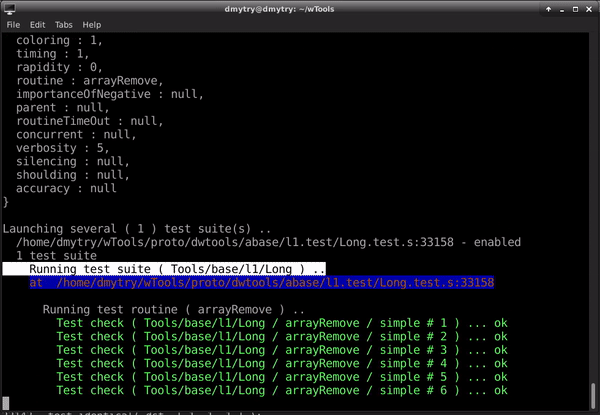 dmytry@dmytry: ~/wTools
File Edit Tabs Help
coloring : 1,
timing : 1,
rapidity : 0,
routine : arrayRemove,
importanceOfNegative : null,
parent : null,
routineTimeOut : null,
concurrent : null,
verbosity : 5,
silencing : null,
shoulding : null,
accuracy : null
}
Launching several ( 1 ) test suite(s) ..
/home/dmytry/wTools/proto/dwtools/abase/l1.test/Long.test.s:33158 - enabled
1 test suite
Running test suite ( Tools/base/l1/Long ) ..
at /home/dmytry/wTools/proto/dwtools/abase/l1.test/Long.test.s:33158
Running test routine ( arrayRemove ) ..
Test check ( Tools/base/l1/Long / arrayRemove / simple # 1 ) ... ok
Test check ( Tools/base/l1/Long / arrayRemove / simple # 2 ) ... ok
Test check ( Tools/base/l1/Long / arrayRemove / simple # 3 ) ... ok
Test check ( Tools/base/l1/Long / arrayRemove / simple # 4 ) ... ok
Test check ( Tools/base/l1/Long / arrayRemove / simple # 5 ) ... ok
Test check ( Tools/base/l1/Long / arrayRemove / simple # 6 ) ... ok